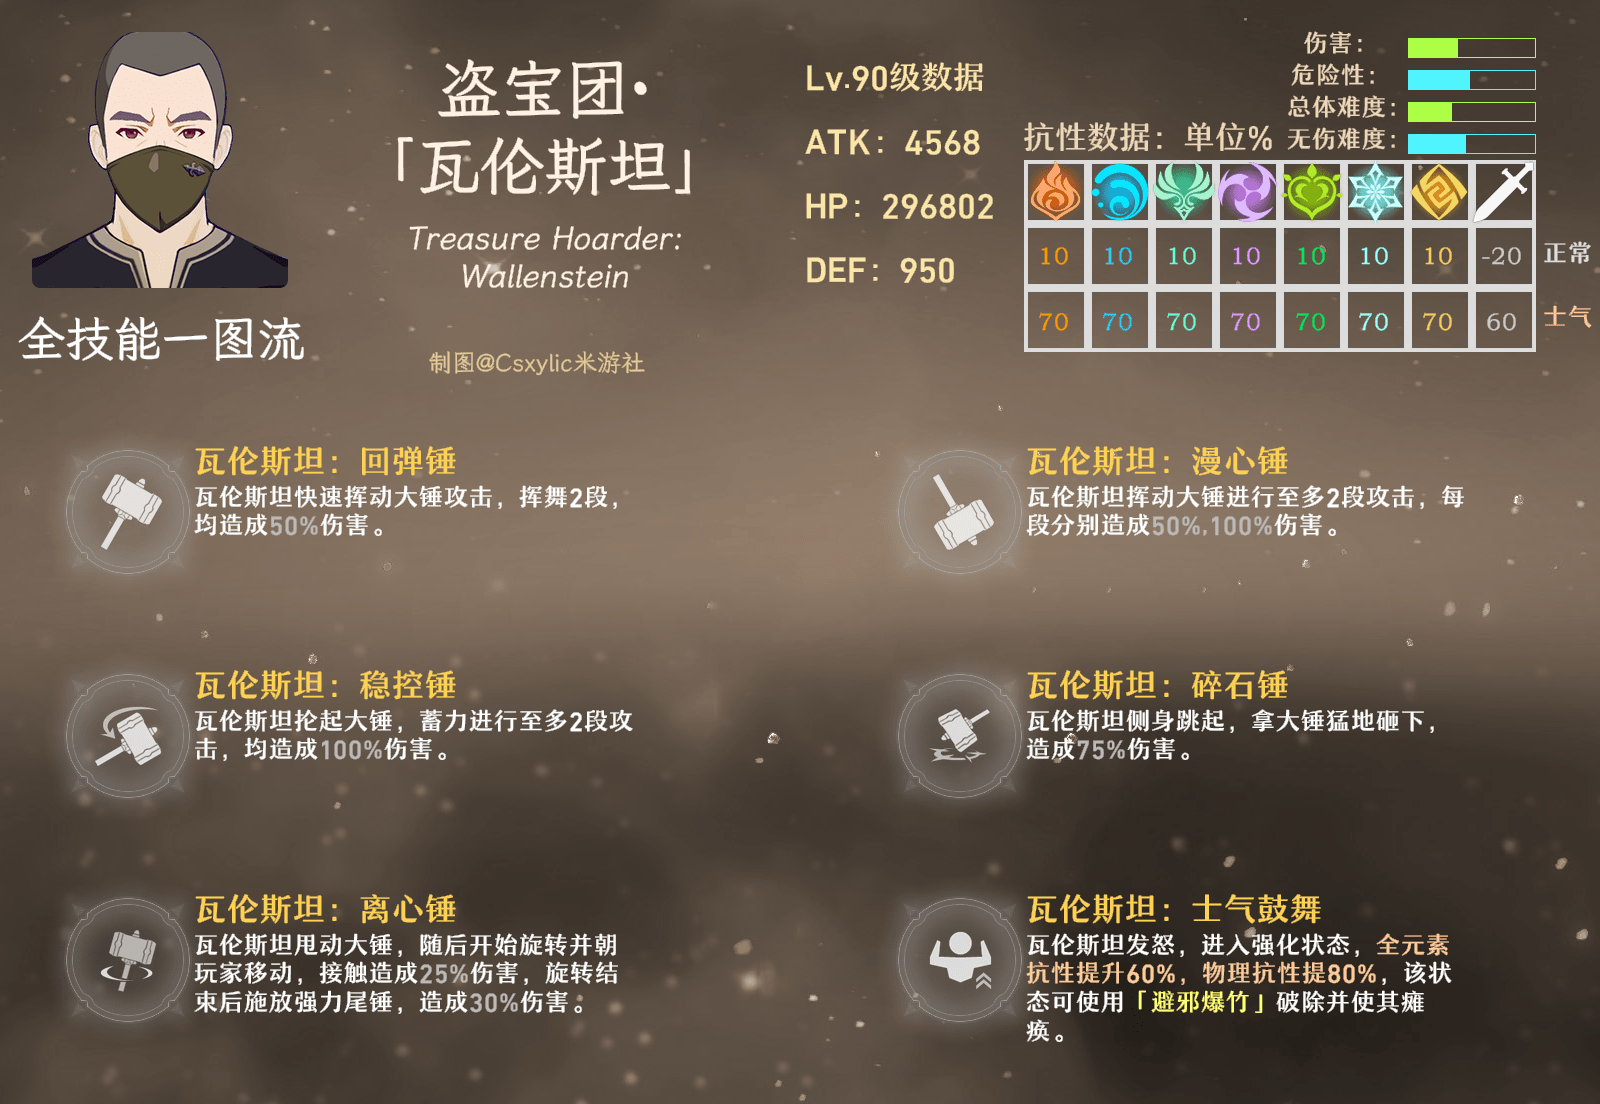 盗宝团·
「瓦伦斯坦」
Treasure Hoarder:
Wallenstein
全技能一图流
制图@Csxylic米游社
Lv.90级数据
ATK：4568
HP：296802
DEF：950
伤害：
危险性：
总体难度：
无伤难度：
抗性数据：单位%
10 10 10 10 10 10 10 -20 正常
70 70 70 70 70 70 70 60 士气
瓦伦斯坦：回弹锤
瓦伦斯坦快速挥动大锤攻击，挥舞2段，
均造成50%伤害。
瓦伦斯坦：漫心锤
瓦伦斯坦挥动大锤进行至多2段攻击，每
段分别造成50%,100%伤害。
瓦伦斯坦：稳控锤
瓦伦斯坦抡起大锤，蓄力进行至多2段攻
击，均造成100%伤害。
瓦伦斯坦：碎石锤
瓦伦斯坦侧身跳起，拿大锤猛地砸下，
造成75%伤害。
瓦伦斯坦：离心锤
瓦伦斯坦甩动大锤，随后开始旋转并朝
玩家移动，接触造成25%伤害，旋转结
束后施放强力尾锤，造成30%伤害。
瓦伦斯坦：士气鼓舞
瓦伦斯坦发怒，进入强化状态，全元素
抗性提升60%，物理抗性提80%，该状
态可使用「避邪爆竹」破除并使其瘫
痪。